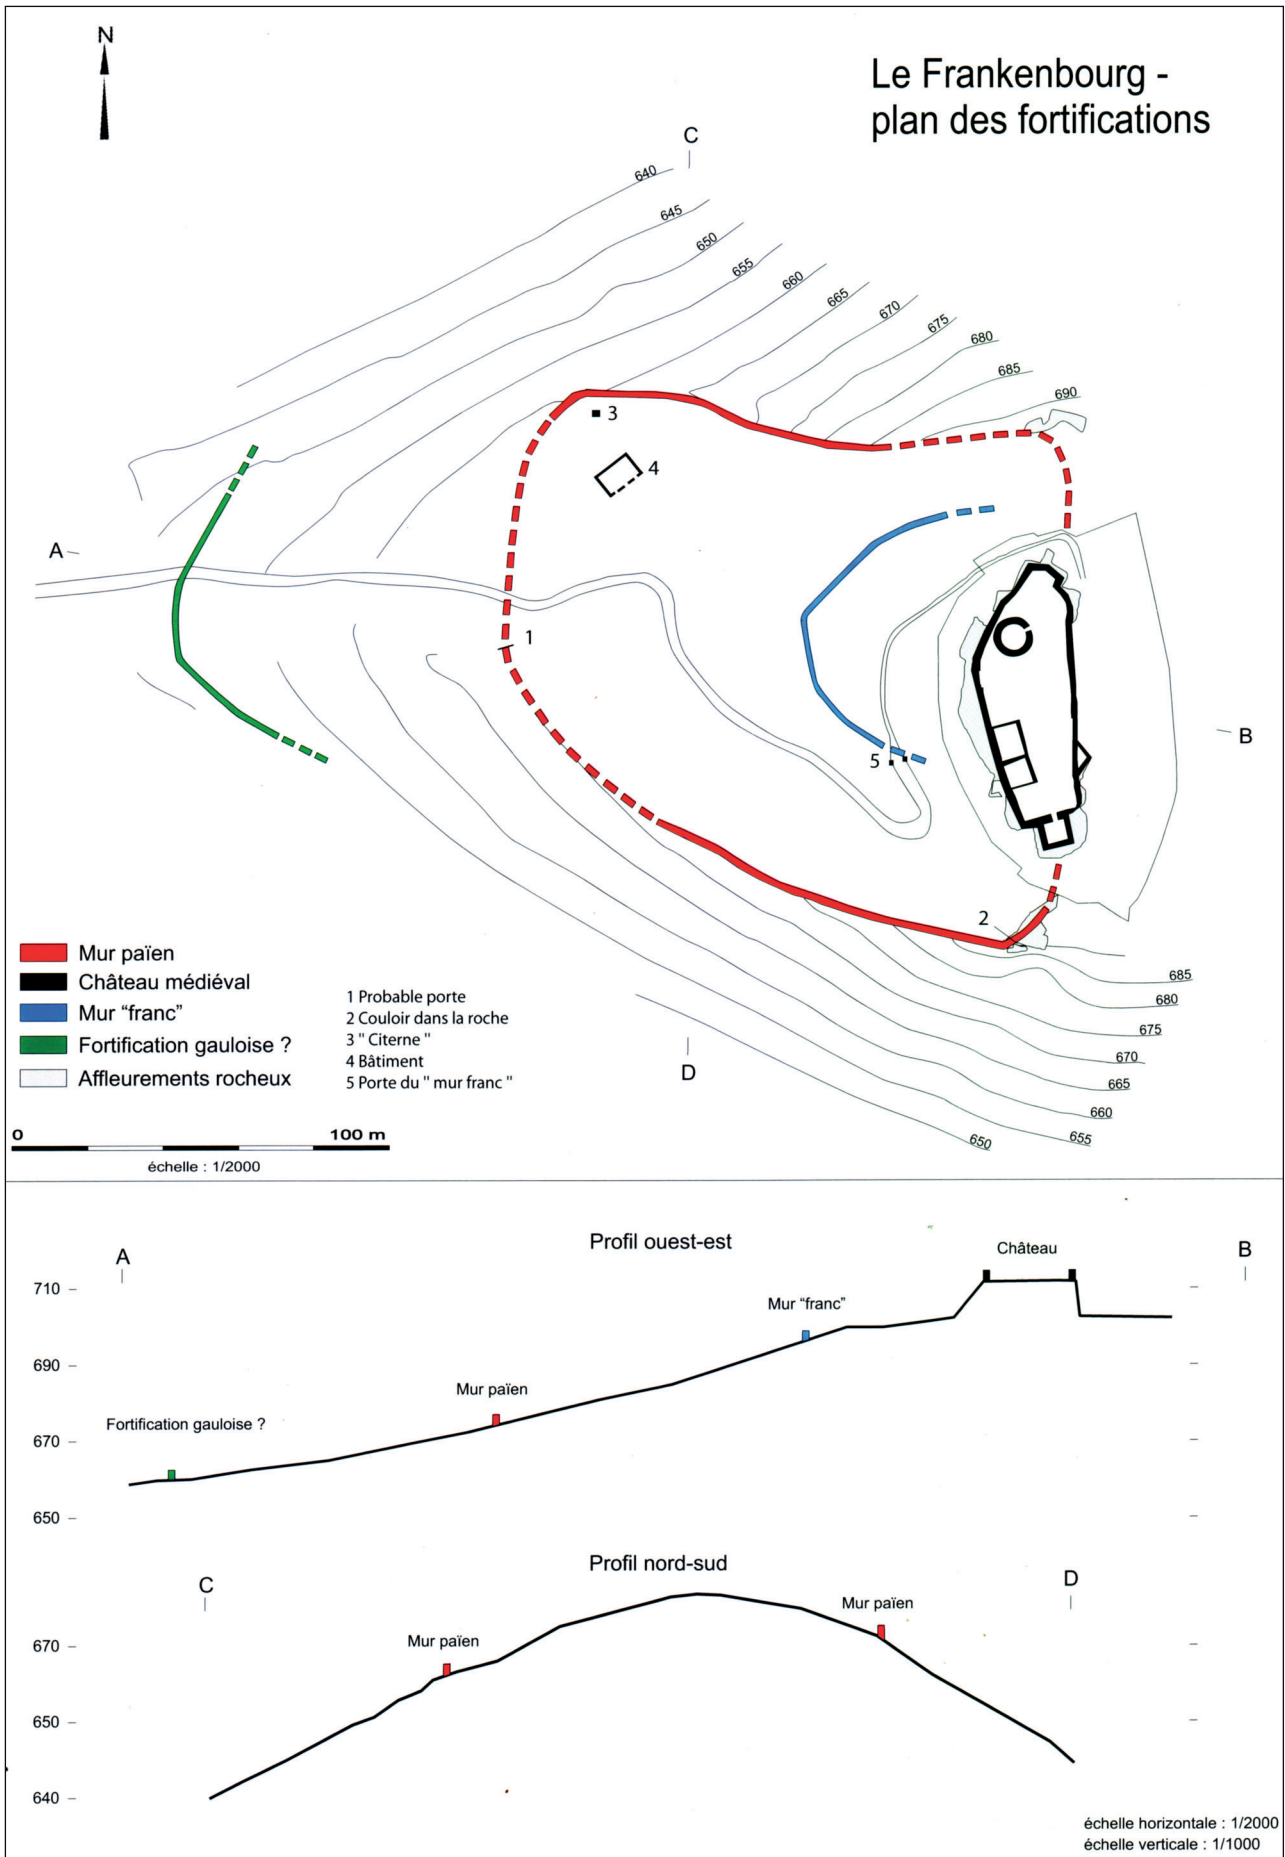 N
Le Frankenbourg -
plan des fortifications
C
640
645
650
655
660
665
670
675
680
685
690
3
4
A
1
5
B
2
685
680
675
670
665
660
655
650
D
Mur païen
Château médiéval
Mur “franc”
Fortification gauloise ?
Affleurements rocheux
1 Probable porte
2 Couloir dans la roche
3 " Citerne "
4 Bâtiment
5 Porte du " mur franc "
0 100 m
échelle : 1/2000
Profil ouest-est
A
B
Château
710
Mur “franc”
690
Mur païen
670
Fortification gauloise ?
650
Profil nord-sud
C
D
Mur païen
Mur païen
670
650
640
échelle horizontale : 1/2000
échelle verticale : 1/1000